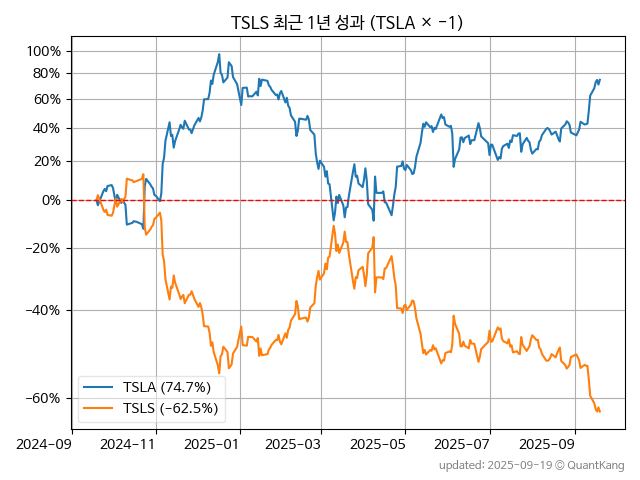 TSLS 최근 1년 성과 (TSLA × −1)
100%
80%
60%
40%
20%
0%
−20%
−40%
−60%
TSLA (74.7%)
TSLS (−62.5%)
2024-09 2024-11 2025-01 2025-03 2025-05 2025-07 2025-09
updated: 2025-09-19 © QuantKang